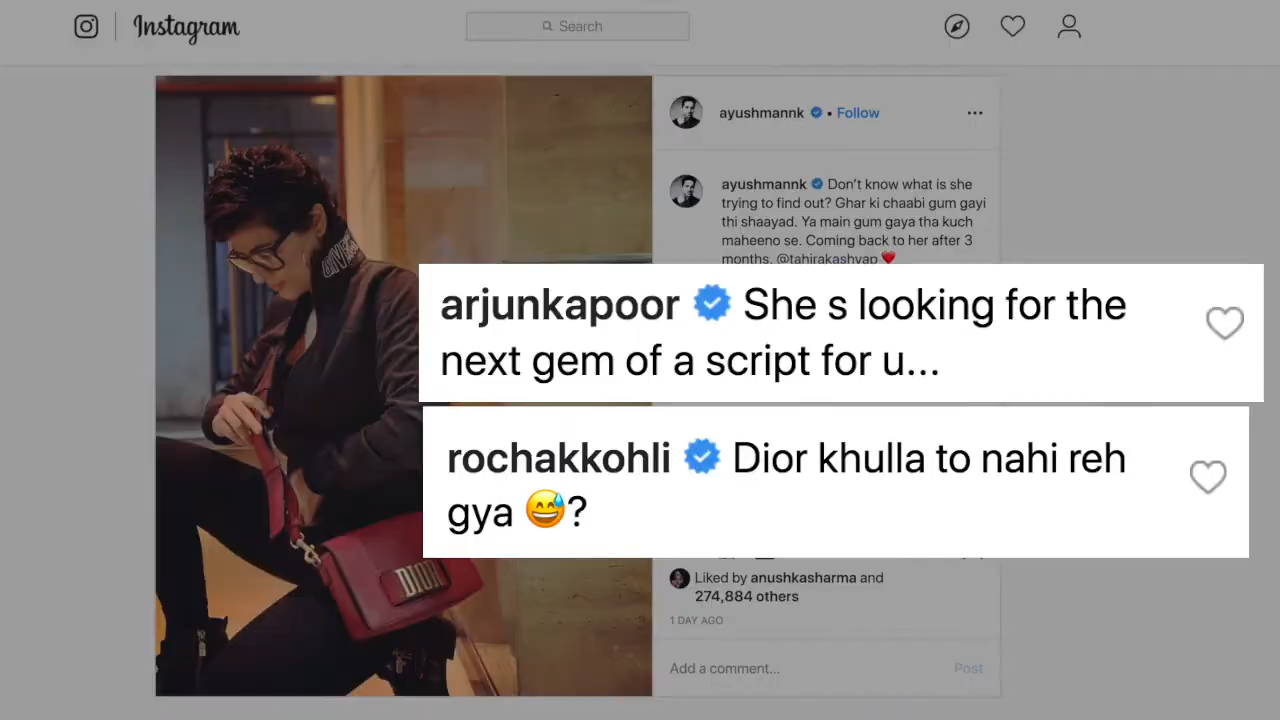 Instagram
Search
ayushmannk • Follow
ayushmannk Don't know what is she
trying to find out? Ghar ki chaabi gum gayi
thi shaayad. Ya main gum gaya tha kuch
maheeno se. Coming back to her after 3
months. @tahirakashyap ❤️
arjunkapoor She s looking for the
next gem of a script for u...
rochakkohli Dior khulla to nahi reh
gya 😅?
DIOR
Liked by anushkasharma and
274,884 others
1 DAY AGO
Add a comment... Post